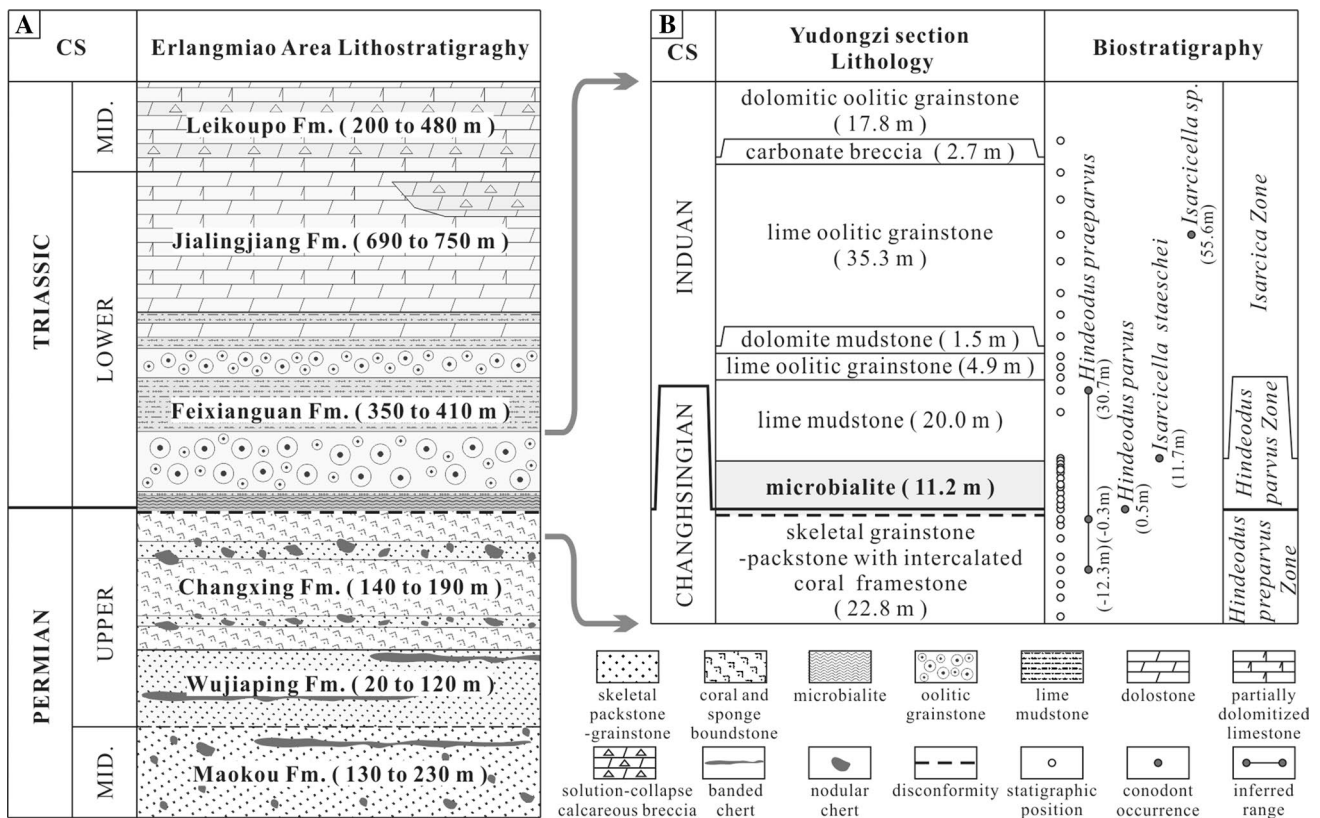 A
CS
Erlangmiao Area Lithostratigraghy
TRIASSIC
MID.
LOWER
Leikoupo Fm. ( 200 to 480 m )
Jialingjiang Fm. ( 690 to 750 m )
Feixianguan Fm. ( 350 to 410 m )
PERMIAN
UPPER
MID.
Changxing Fm. ( 140 to 190 m )
Wujiaping Fm. ( 20 to 120 m )
Maokou Fm. ( 130 to 230 m )
B
CS
Yudongzi section
Lithology
Biostratigraphy
INDUAN
CHANGHSINGIAN
dolomitic oolitic grainstone
( 17.8 m )
carbonate breccia ( 2.7 m )
lime oolitic grainstone
( 35.3 m )
dolomite mudstone ( 1.5 m )
lime oolitic grainstone (4.9 m )
lime mudstone ( 20.0 m )
microbialite ( 11.2 m )
skeletal grainstone
-packstone with intercalated
coral framestone
( 22.8 m )
Hindeodus praeparvus
(30.7m)
(-12.3m)
(-0.3m)
Hindeodus parvus
(0.5m)
Isarcicella staeschei
(11.7m)
Isarcicella sp.
(55.6m)
Isarcica Zone
Hindeodus
parvus Zone
Hindeodus
preparvus
Zone
skeletal
packstone
-grainstone
coral and
sponge
boundstone
microbialite
oolitic
grainstone
lime
mudstone
dolostone
partially
dolomitized
limestone
solution-collapse
calcareous breccia
banded
chert
nodular
chert
disconformity
statigraphic
position
conodont
occurrence
inferred
range